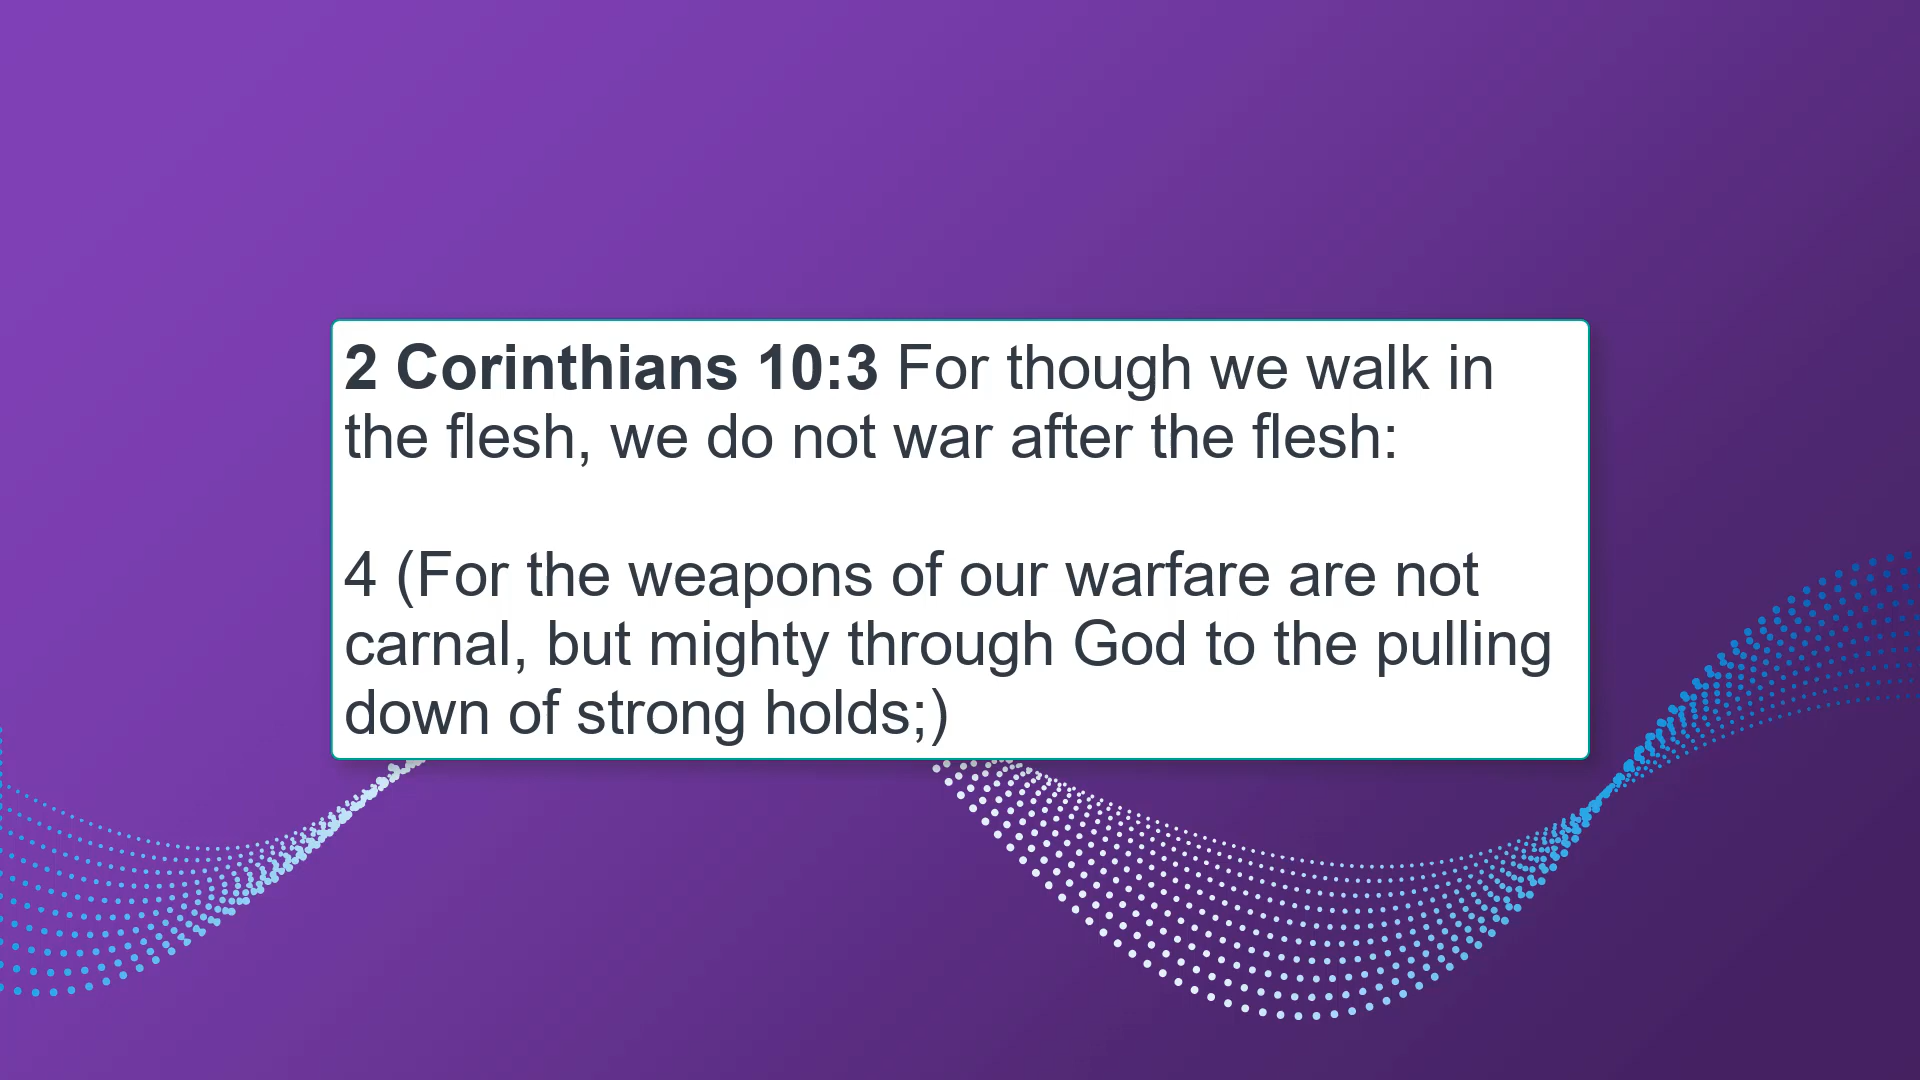 2 Corinthians 10:3 For though we walk in
the flesh, we do not war after the flesh:
4 (For the weapons of our warfare are not
carnal, but mighty through God to the pulling
down of strong holds;)